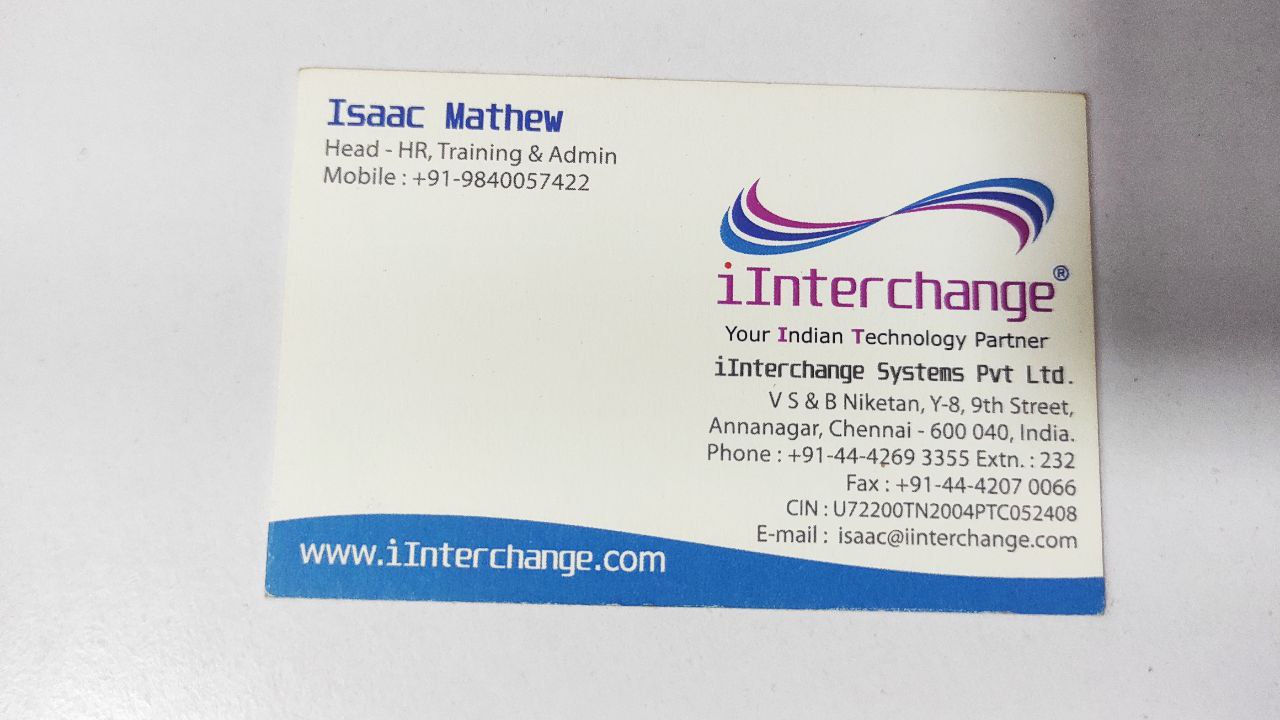 Isaac Mathew
Head - HR, Training & Admin
Mobile : +91-9840057422
iInterchange®
Your Indian Technology Partner
iInterchange Systems Pvt Ltd.
V S & B Niketan, Y-8, 9th Street,
Annanagar, Chennai - 600 040, India.
Phone : +91-44-4269 3355 Extn. : 232
Fax : +91-44-4207 0066
CIN : U72200TN2004PTC052408
E-mail : isaac@iinterchange.com
www.iInterchange.com